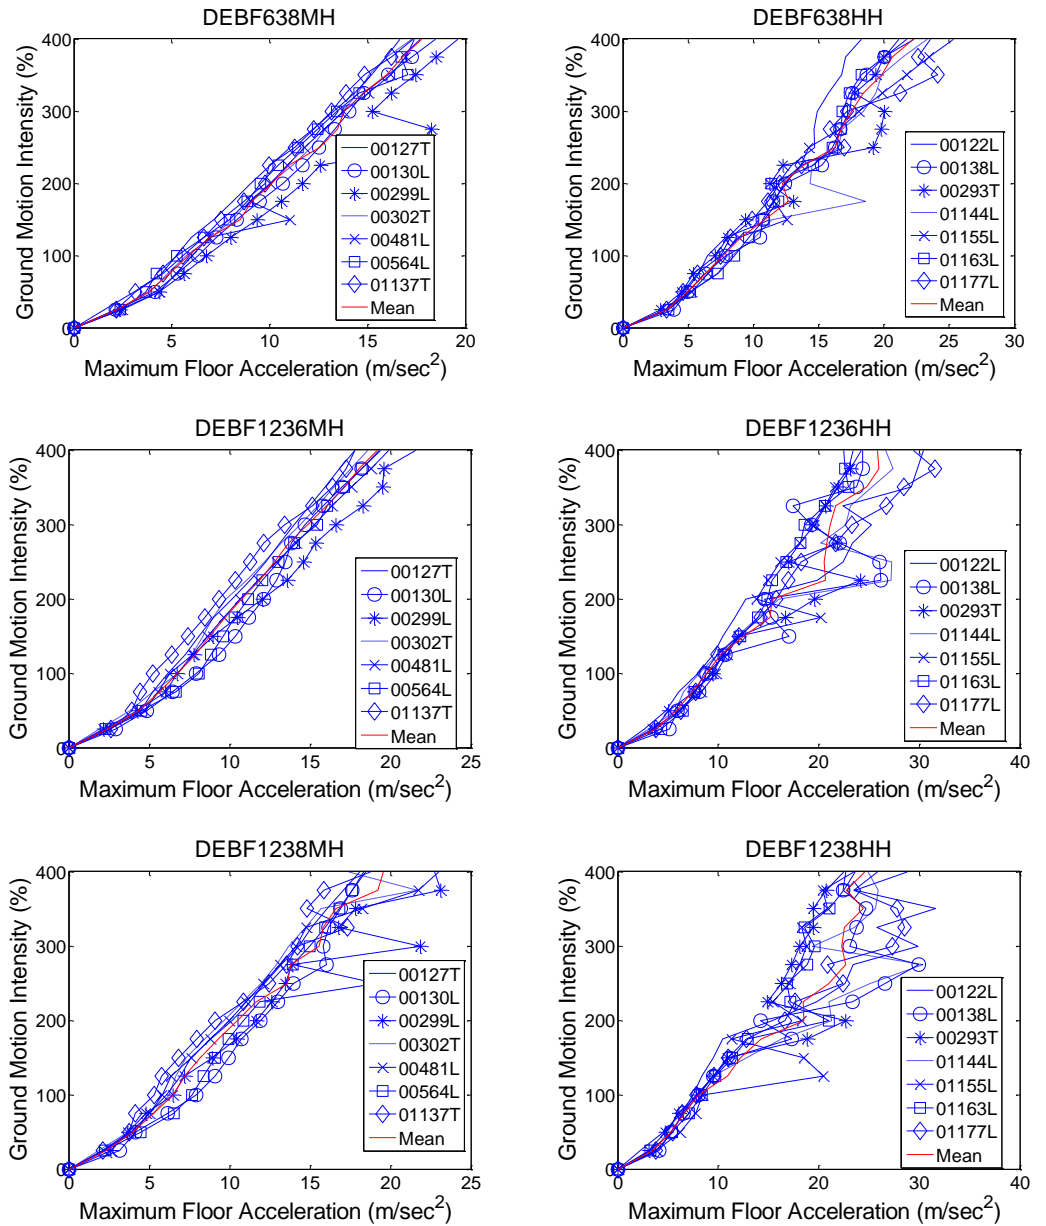 DEBF638MH
Ground Motion Intensity (%)
400
300
200
100
0
0 5 10 15 20
Maximum Floor Acceleration (m/sec²)
00127T
00130L
00299L
00302T
00481L
00564L
01137T
Mean
DEBF638HH
Ground Motion Intensity (%)
400
300
200
100
0
0 5 10 15 20 25 30
Maximum Floor Acceleration (m/sec²)
00122L
00138L
00293T
01144L
01155L
01163L
01177L
Mean
DEBF1236MH
Ground Motion Intensity (%)
400
300
200
100
0
0 5 10 15 20 25
Maximum Floor Acceleration (m/sec²)
00127T
00130L
00299L
00302T
00481L
00564L
01137T
Mean
DEBF1236HH
Ground Motion Intensity (%)
400
300
200
100
0
0 10 20 30 40
Maximum Floor Acceleration (m/sec²)
00122L
00138L
00293T
01144L
01155L
01163L
01177L
Mean
DEBF1238MH
Ground Motion Intensity (%)
400
300
200
100
0
0 5 10 15 20 25
Maximum Floor Acceleration (m/sec²)
00127T
00130L
00299L
00302T
00481L
00564L
01137T
Mean
DEBF1238HH
Ground Motion Intensity (%)
400
300
200
100
0
0 10 20 30 40
Maximum Floor Acceleration (m/sec²)
00122L
00138L
00293T
01144L
01155L
01163L
01177L
Mean